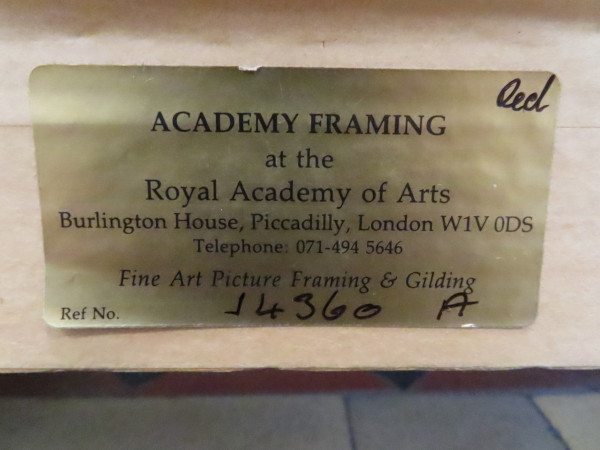 Red
ACADEMY FRAMING
at the
Royal Academy of Arts
Burlington House, Piccadilly, London W1V 0DS
Telephone: 071-494 5646
Fine Art Picture Framing & Gilding
Ref No. 14360 A